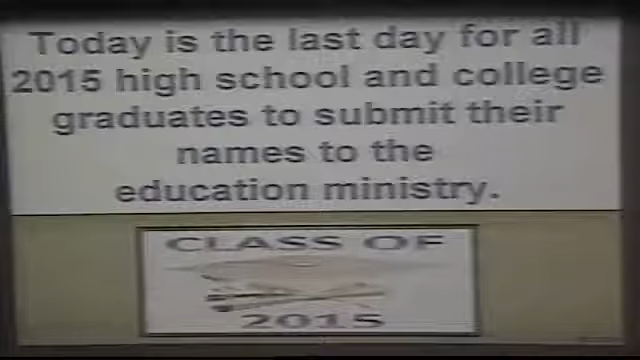 Today is the last day for all
2015 high school and college
graduates to submit their
names to the
education ministry.
CLASS OF
2015